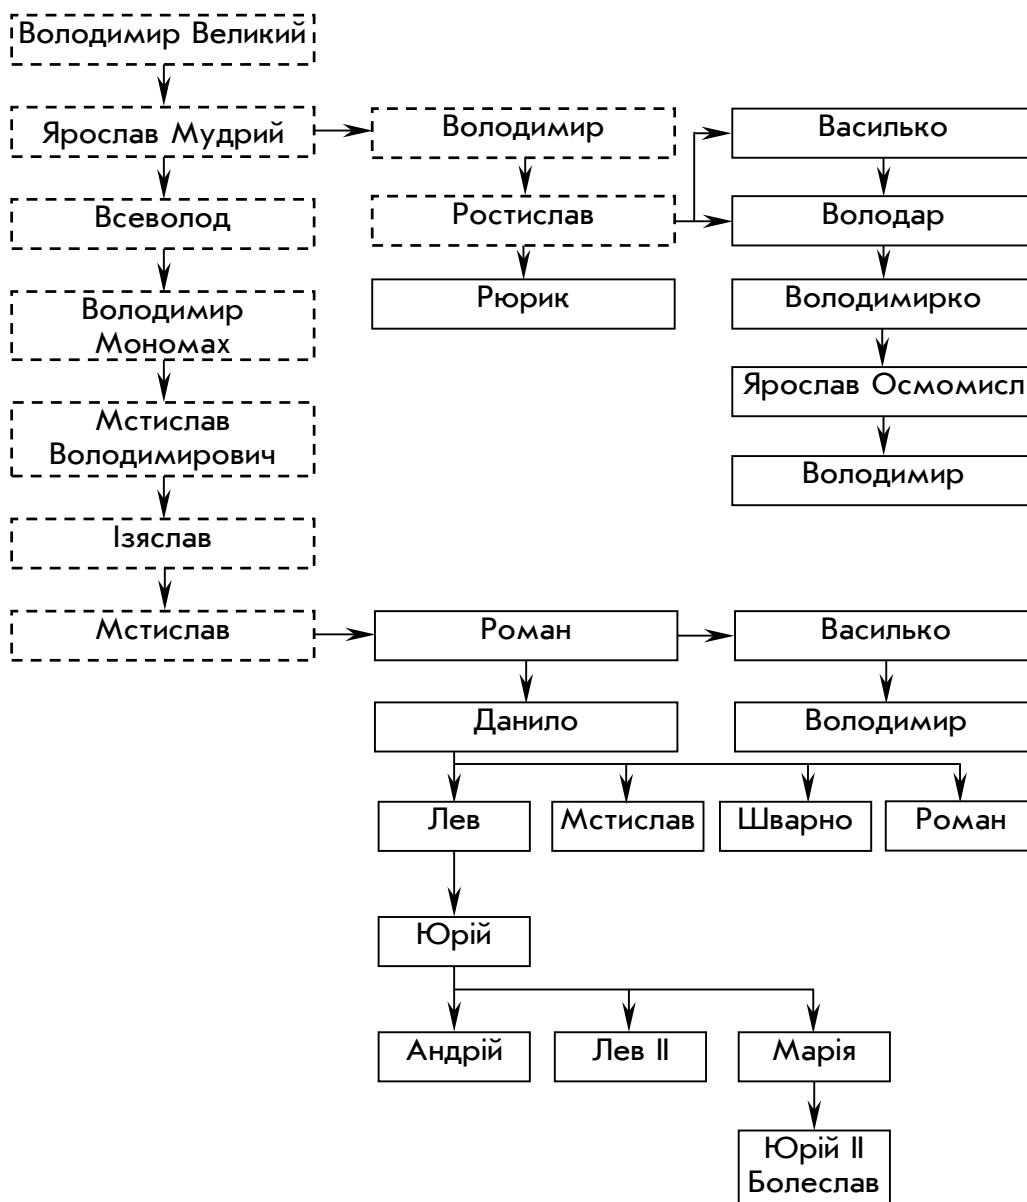 Володимир Великий
Ярослав Мудрий
Володимир
Василько
Всеволод
Ростислав
Володар
Володимир
Мономах
Рюрик
Володимирко
Мстислав
Володимирович
Ярослав Осмомисл
Володимир
Ізяслав
Мстислав
Роман
Василько
Данило
Володимир
Лев
Мстислав
Шварно
Роман
Юрій
Андрій
Лев II
Марія
Юрій II
Болеслав